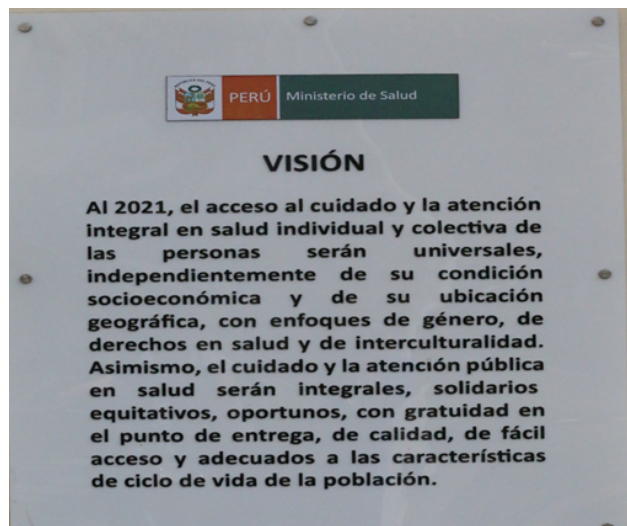 PERÚ Ministerio de Salud
VISIÓN
Al 2021, el acceso al cuidado y la atención
integral en salud individual y colectiva de
las personas serán universales,
independientemente de su condición
socioeconómica y de su ubicación
geográfica, con enfoques de género, de
derechos en salud y de interculturalidad.
Asimismo, el cuidado y la atención pública
en salud serán integrales, solidarios
equitativos, oportunos, con gratuidad en
el punto de entrega, de calidad, de fácil
acceso y adecuados a las características
de ciclo de vida de la población.